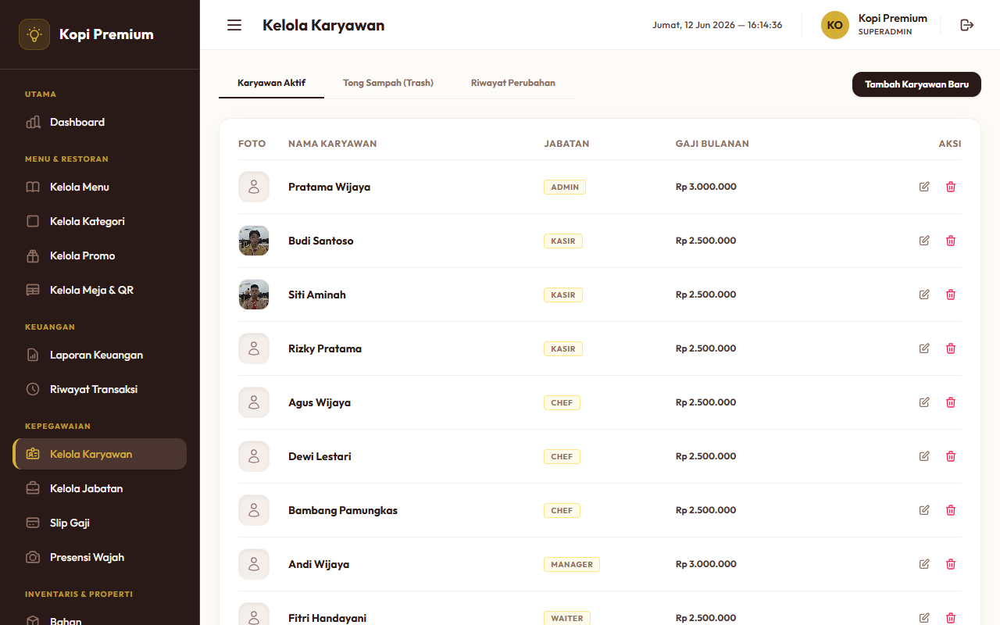 Kopi Premium
Kelola Karyawan
Jumat, 12 Jun 2026 — 16:14:36
KO
Kopi Premium
SUPERADMIN
UTAMA
Dashboard
MENU & RESTORAN
Kelola Menu
Kelola Kategori
Kelola Promo
Kelola Meja & QR
KEUANGAN
Laporan Keuangan
Riwayat Transaksi
KEPEGAWAIAN
Kelola Karyawan
Kelola Jabatan
Slip Gaji
Presensi Wajah
INVENTARIS & PROPERTI
Bahan
Karyawan Aktif
Tong Sampah (Trash)
Riwayat Perubahan
Tambah Karyawan Baru
FOTO NAMA KARYAWAN JABATAN GAJI BULANAN AKSI
Pratama Wijaya ADMIN Rp 3.000.000
Budi Santoso KASIR Rp 2.500.000
Siti Aminah KASIR Rp 2.500.000
Rizky Pratama KASIR Rp 2.500.000
Agus Wijaya CHEF Rp 2.500.000
Dewi Lestari CHEF Rp 2.500.000
Bambang Pamungkas CHEF Rp 2.500.000
Andi Wijaya MANAGER Rp 3.000.000
Fitri Handayani WAITER Rp 2.500.000